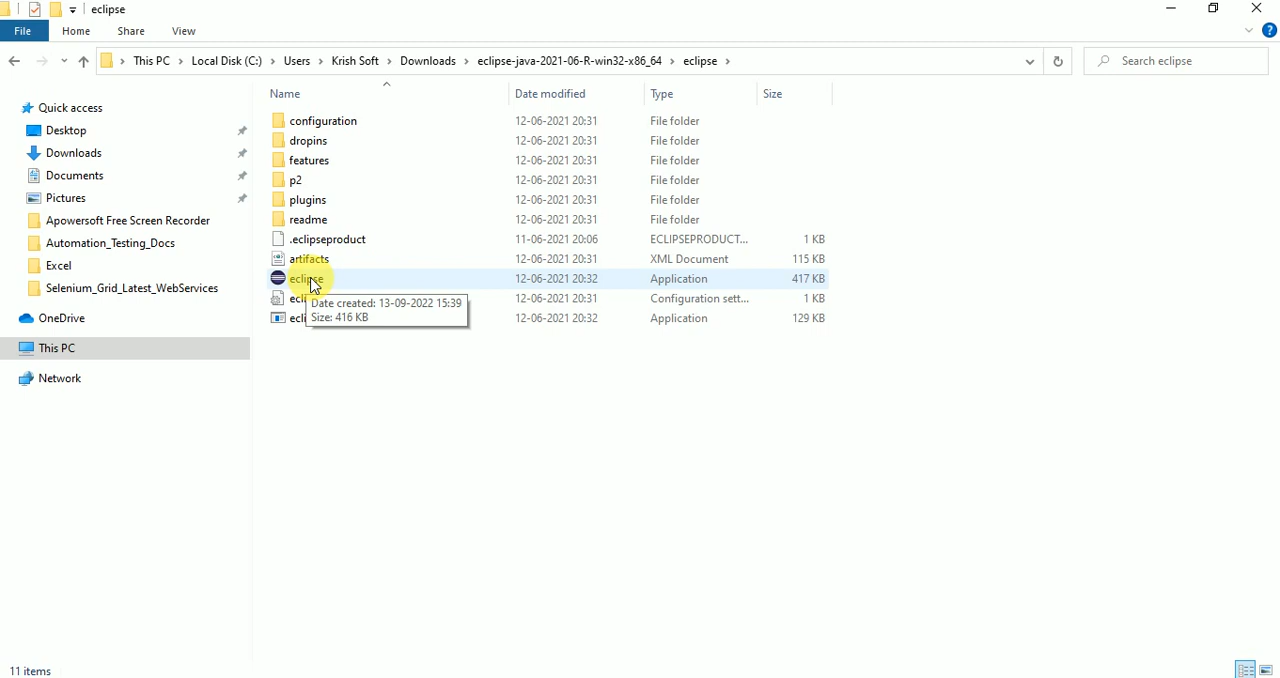 eclipse
File Home Share View
This PC Local Disk (C:) Users Krish Soft Downloads eclipse-java-2021-06-R-win32-x86_64 eclipse Search eclipse
Name Date modified Type Size
Quick access
Desktop
Downloads
Documents
Pictures
Apowersoft Free Screen Recorder
Automation_Testing_Docs
Excel
Selenium_Grid_Latest_WebServices
OneDrive
This PC
Network
configuration 12-06-2021 20:31 File folder
dropins 12-06-2021 20:31 File folder
features 12-06-2021 20:31 File folder
p2 12-06-2021 20:31 File folder
plugins 12-06-2021 20:31 File folder
readme 12-06-2021 20:31 File folder
.eclipseproduct 11-06-2021 20:06 ECLIPSEPRODUCT... 1 KB
artifacts 12-06-2021 20:31 XML Document 115 KB
eclipse 12-06-2021 20:32 Application 417 KB
ecli 12-06-2021 20:31 Configuration sett... 1 KB
ecli 12-06-2021 20:32 Application 129 KB
Date created: 13-09-2022 15:39
Size: 416 KB
11 items